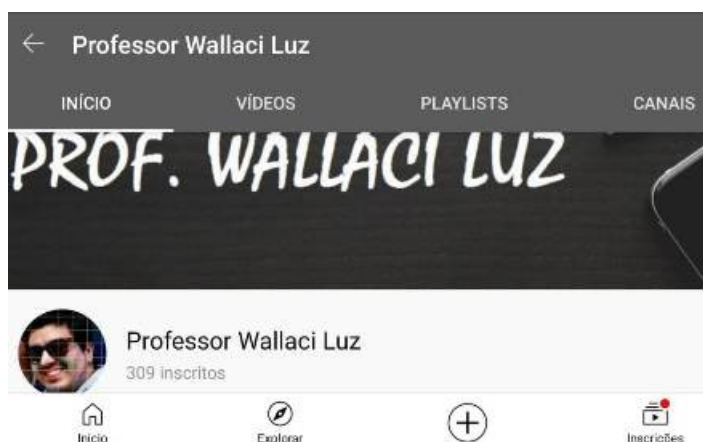 Professor Wallaci Luz
INÍCIO VÍDEOS PLAYLISTS CANAIS
PROF. WALLACI LUZ
Professor Wallaci Luz
309 inscritos
Início Explorar Inscrições